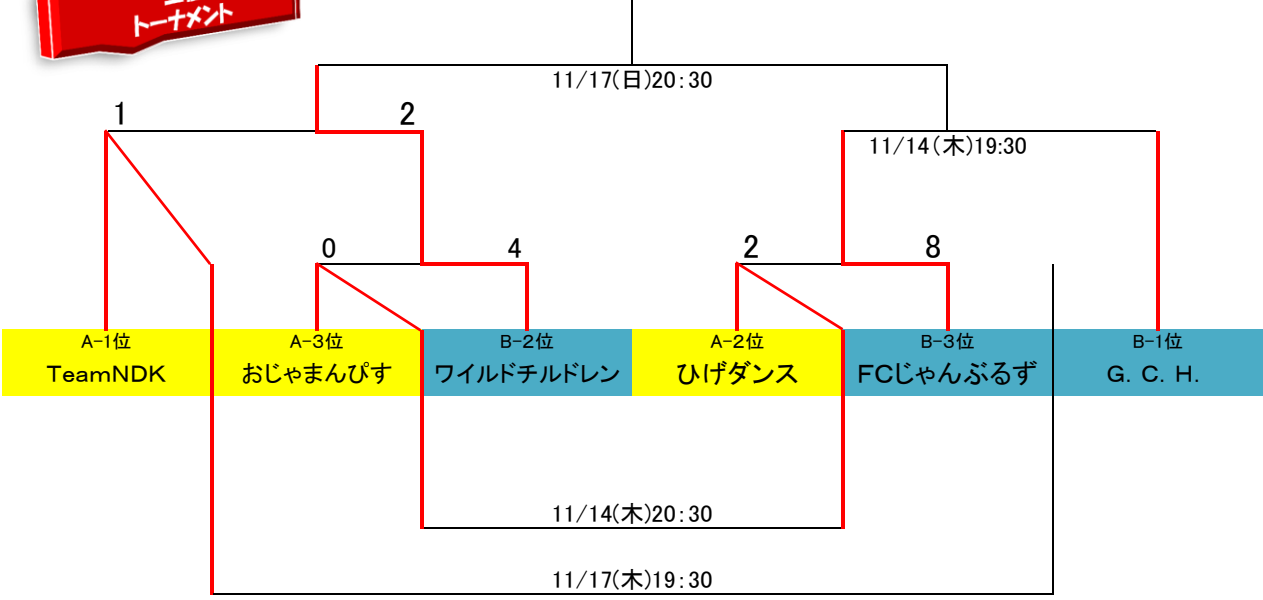 トーナメント
11/17(日)20:30
1
2
11/14(木)19:30
0
4
2
8
A-1位
A-3位
B-2位
A-2位
B-3位
B-1位
TeamNDK
おじゃまんぴす
ワイルドチルドレン
ひげダンス
FCじゃんぶるず
G. C. H.
11/14(木)20:30
11/17(木)19:30